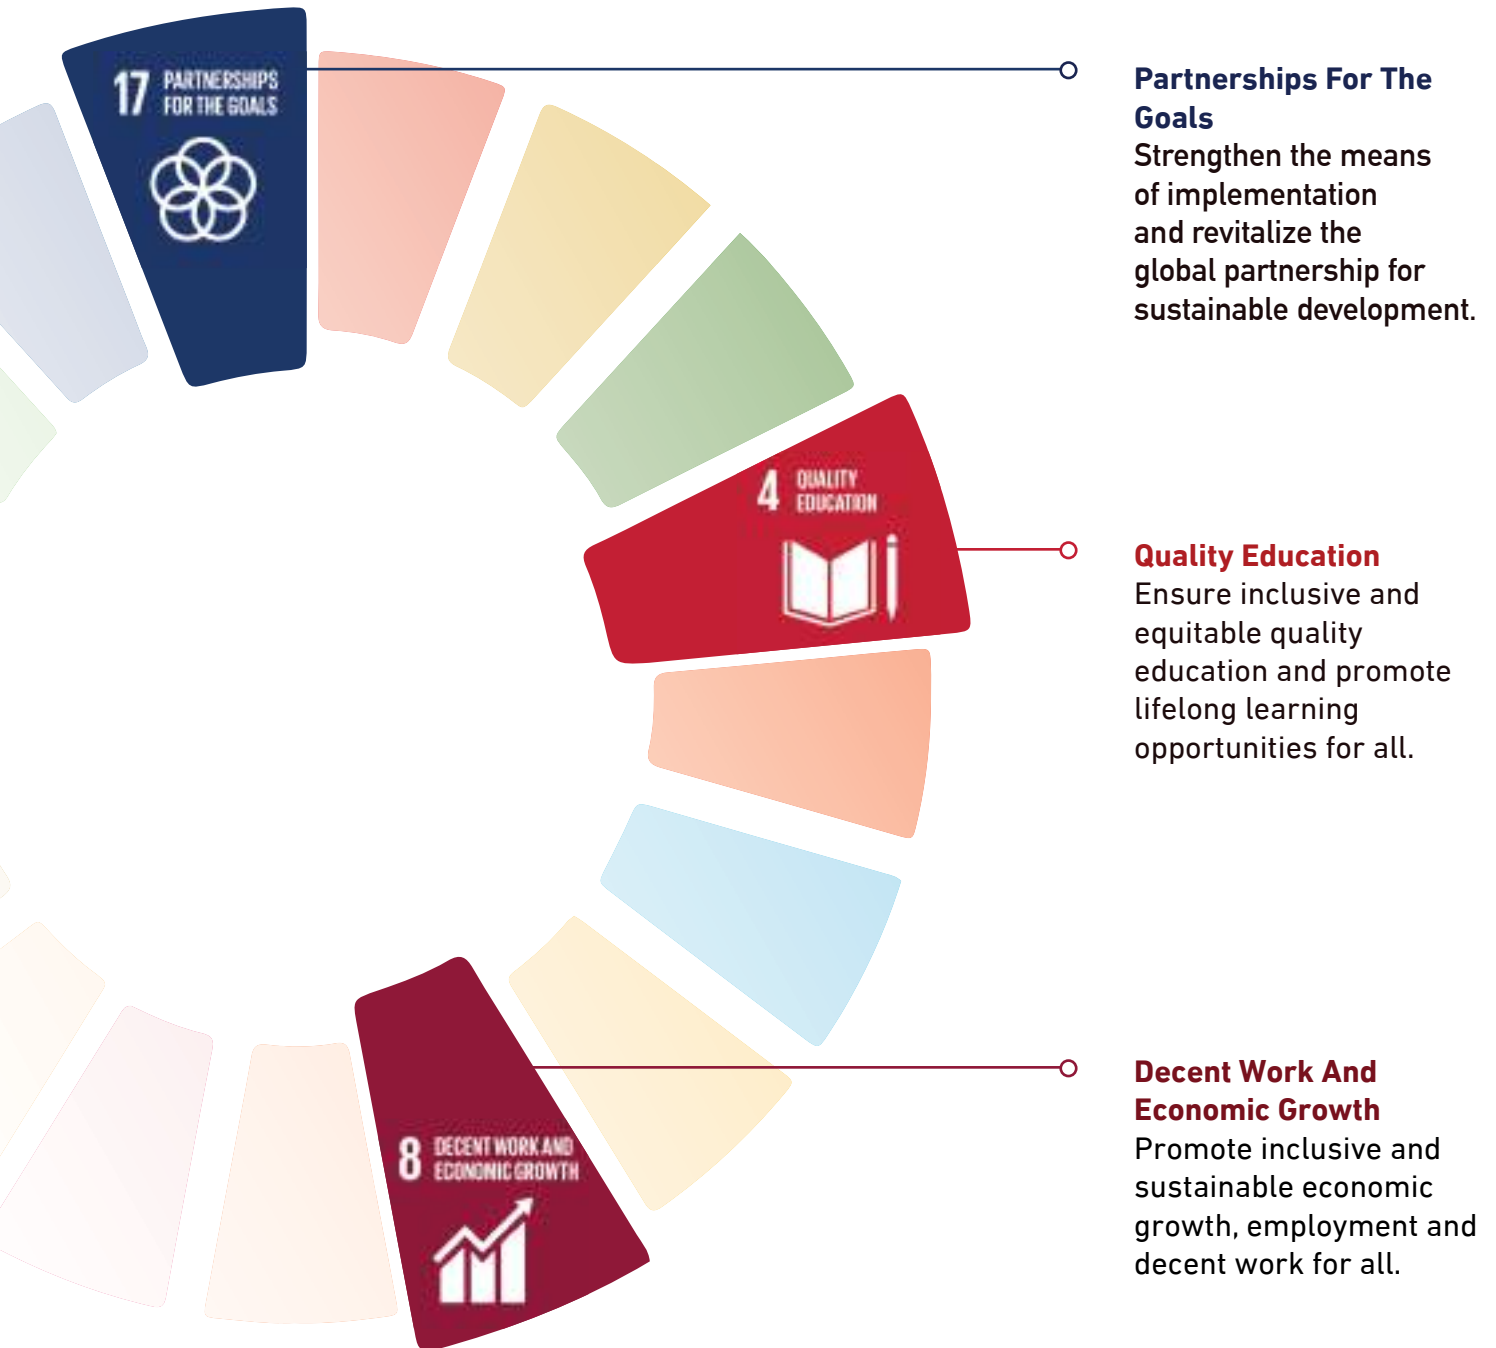 17 PARTNERSHIPS
FOR THE GOALS
Partnerships For The
Goals
Strengthen the means
of implementation
and revitalize the
global partnership for
sustainable development.
4 QUALITY
EDUCATION
Quality Education
Ensure inclusive and
equitable quality
education and promote
lifelong learning
opportunities for all.
8 DECENT WORK AND
ECONOMIC GROWTH
Decent Work And
Economic Growth
Promote inclusive and
sustainable economic
growth, employment and
decent work for all.